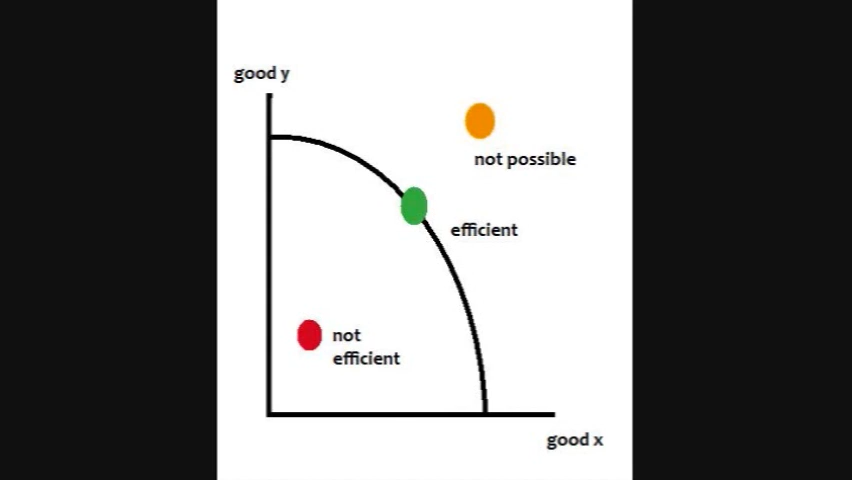 good y
not possible
efficient
not
efficient
good x